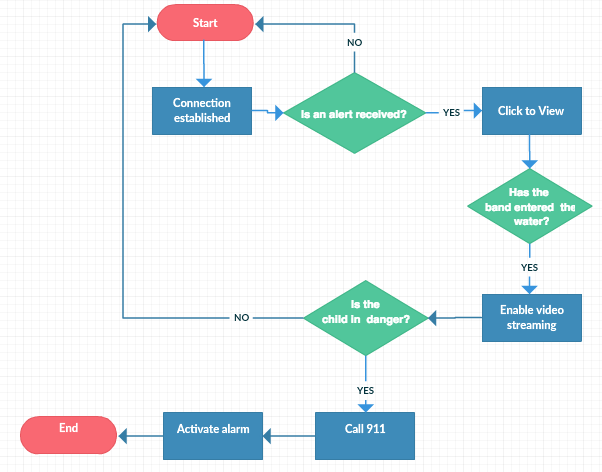 Start
NO
Connection
established
Is an alert received?
YES
Click to View
Has the
band entered the
water?
YES
Enable video
streaming
Is the
child in danger?
NO
YES
Call 911
Activate alarm
End